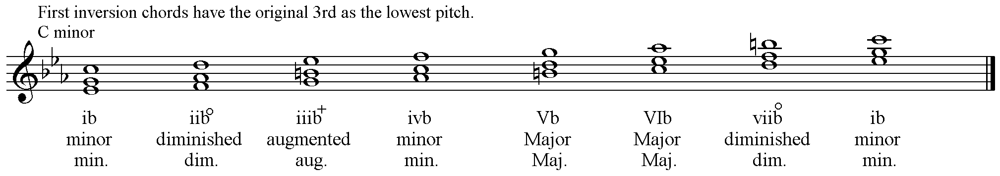 First inversion chords have the original 3rd as the lowest pitch.
C minor
ib iib° iiib+ ivb Vb VIb viib° ib
minor diminished augmented minor Major Major diminished minor
min. dim. aug. min. Maj. Maj. dim. min.